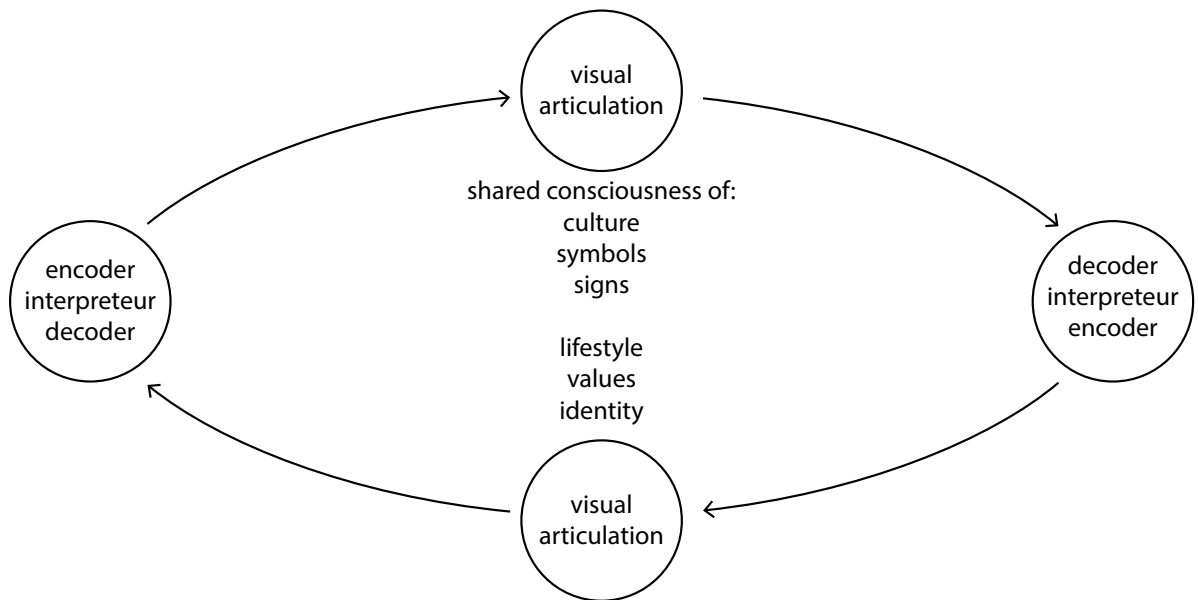 visual
articulation
shared consciousness of:
culture
symbols
signs
encoder
interpreteur
decoder
decoder
interpreteur
encoder
lifestyle
values
identity
visual
articulation